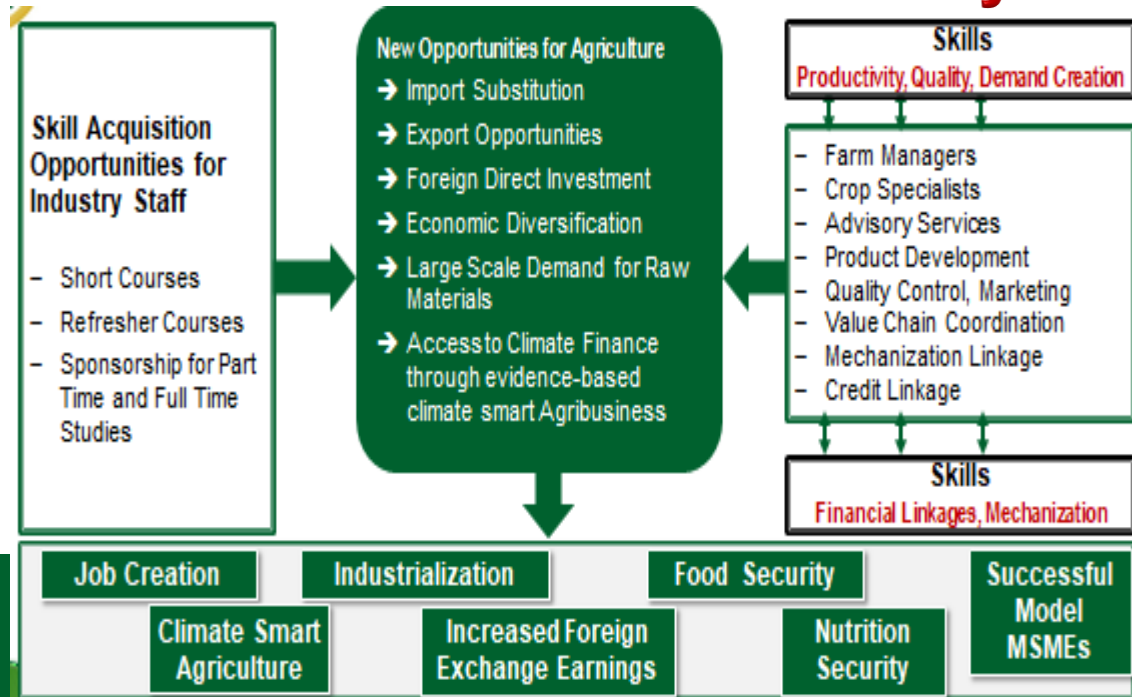 Skill Acquisition
Opportunities for
Industry Staff
– Short Courses
– Refresher Courses
– Sponsorship for Part
Time and Full Time
Studies
New Opportunities for Agriculture
➔ Import Substitution
➔ Export Opportunities
➔ Foreign Direct Investment
➔ Economic Diversification
➔ Large Scale Demand for Raw
Materials
➔ Accessto Climate Finance
through evidence-based
climate smart Agribusiness
Skills
Productivity, Quality, Demand Creation
– Farm Managers
– Crop Specialists
– Advisory Services
– Product Development
– Quality Control, Marketing
– Value Chain Coordination
– Mechanization Linkage
– Credit Linkage
Skills
Financial Linkages, Mechanization
Job Creation
Industrialization
Food Security
Successful
Model
MSMEs
Climate Smart
Agriculture
Increased Foreign
Exchange Earnings
Nutrition
Security